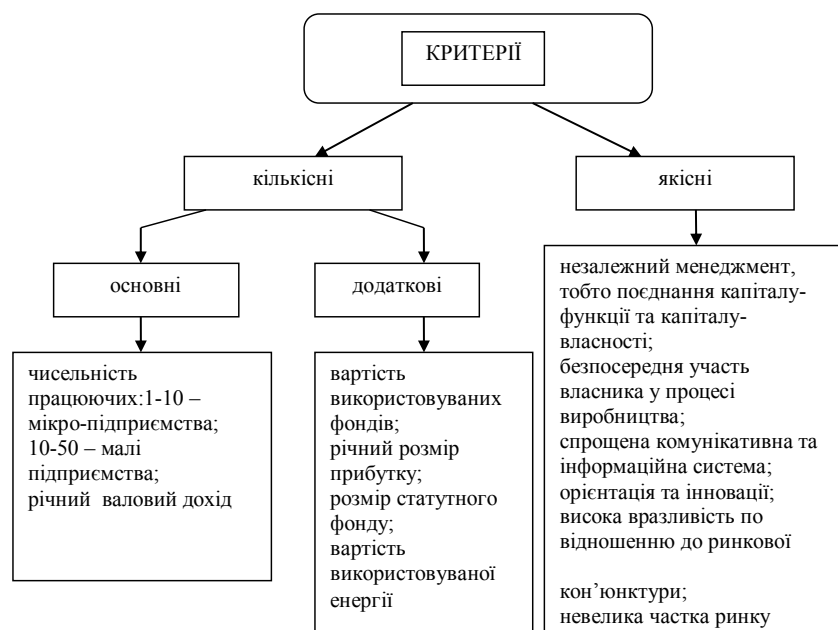 КРИТЕРІЇ
кількісні
якісні
основні
додаткові
чисельність
працюючих:1-10 –
мікро-підприємства;
10-50 – малі
підприємства;
річний валовий дохід
вартість
використовуваних
фондів;
річний розмір
прибутку;
розмір статутного
фонду;
вартість
використовуваної
енергії
незалежний менеджмент,
тобто поєднання капіталу-
функції та капіталу-
власності;
безпосередня участь
власника у процесі
виробництва;
спрощена комунікативна та
інформаційна система;
орієнтація та інновації;
висока вразливість по
відношенню до ринкової
кон’юнктури;
невелика частка ринку